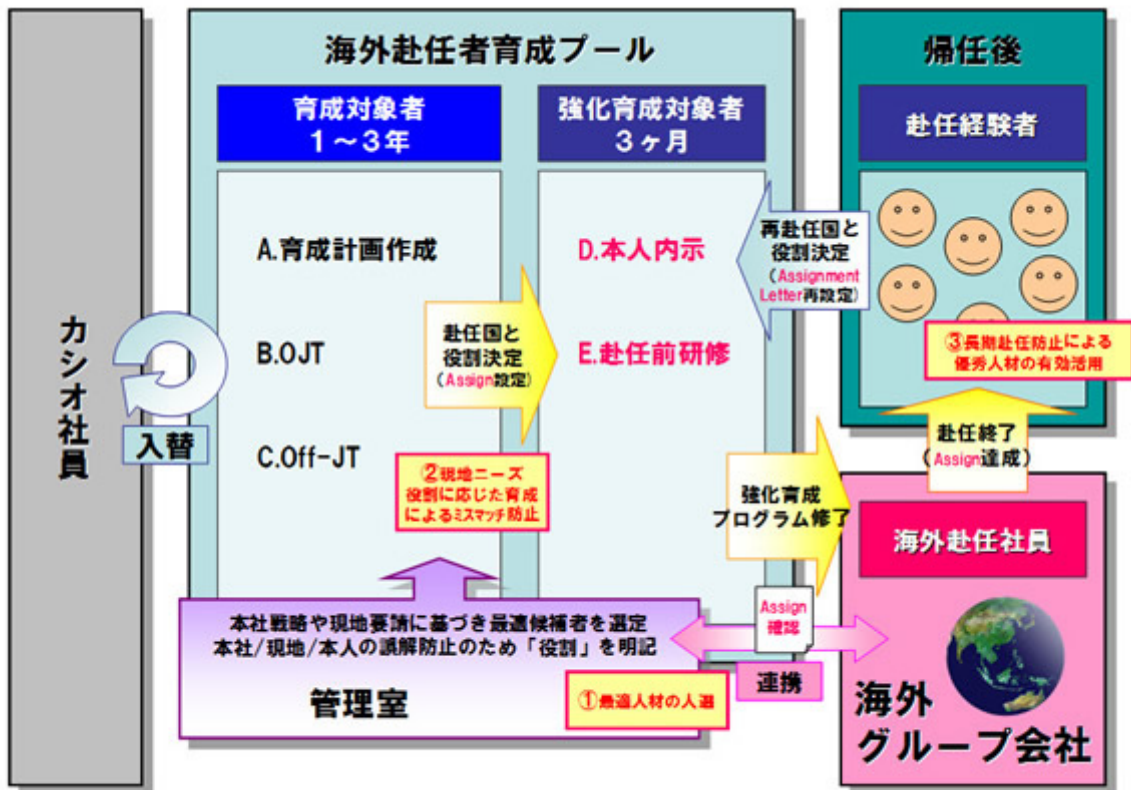 カシオ社員
入替
海外赴任者育成プール
育成対象者
1～3年
A.育成計画作成
B.OJT
C.Off-JT
②現地ニーズ
役割に応じた育成
によるミスマッチ防止
赴任国と
役割決定
（Assign設定）
強化育成対象者
3ヶ月
D.本人内示
E.赴任前研修
再赴任国と
役割決定
（Assignment
Letter再設定）
強化育成
プログラム修了
本社戦略や現地要請に基づき最適候補者を選定
本社/現地/本人の誤解防止のため「役割」を明記
管理室
①最適人材の人選
Assign
確認
連携
帰任後
赴任経験者
③長期赴任防止による
優秀人材の有効活用
赴任終了
（Assign達成）
海外赴任社員
海外
グループ会社